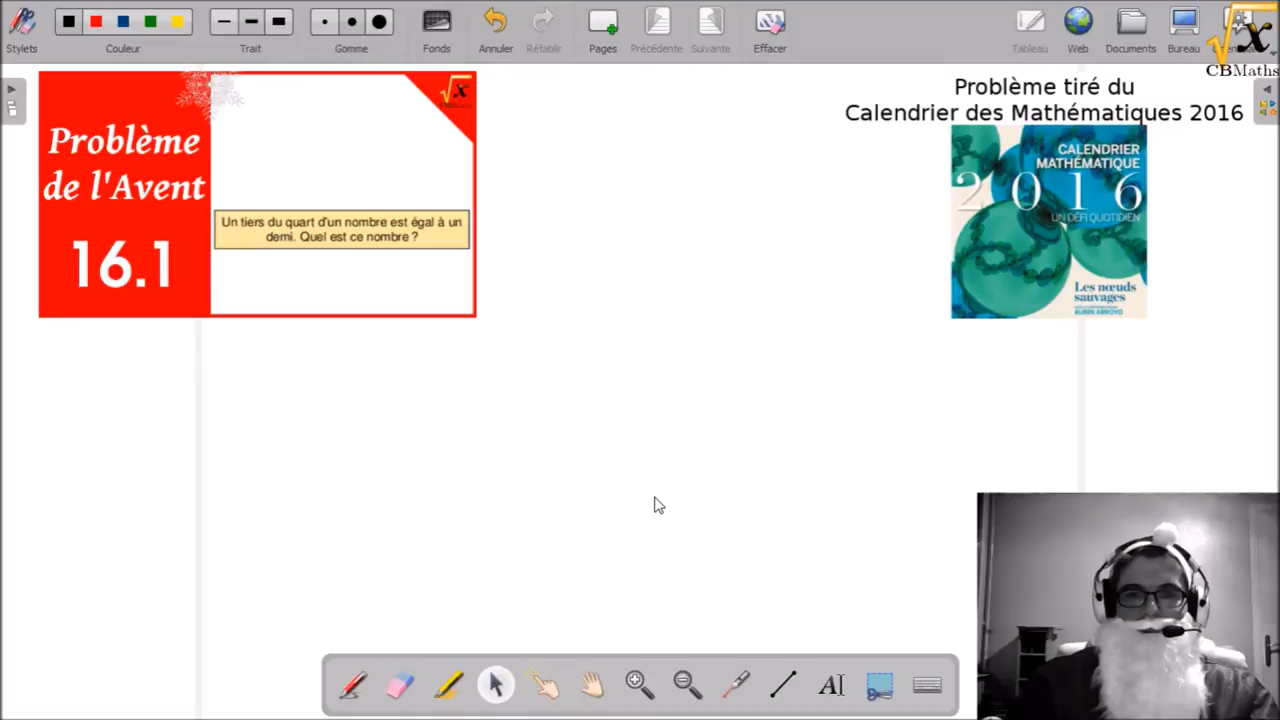 Stylets
Couleur
Trait
Gomme
Fonds
Annuler
Rétablir
Pages
Précédente
Suivante
Effacer
Tableau
Web
Documents
Bureau
CBMaths
Problème
de l'Avent
16.1
Un tiers du quart d'un nombre est égal à un
demi. Quel est ce nombre ?
Problème tiré du
Calendrier des Mathématiques 2016
CALENDRIER
MATHÉMATIQUE
2016
UN DÉFI QUOTIDIEN
Les nœuds
sauvages
AUBIN ARROYO